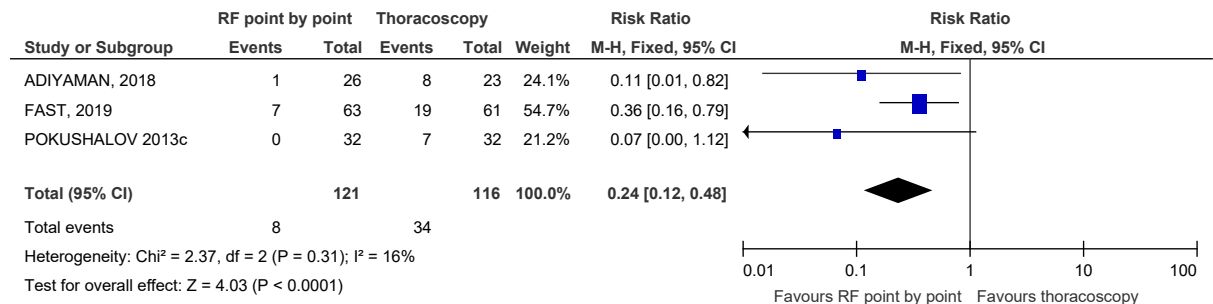 RF point by point Thoracoscopy Risk Ratio Risk Ratio
Study or Subgroup Events Total Events Total Weight M-H, Fixed, 95% CI M-H, Fixed, 95% CI
ADIYAMAN, 2018 1 26 8 23 24.1% 0.11 [0.01, 0.82]
FAST, 2019 7 63 19 61 54.7% 0.36 [0.16, 0.79]
POKUSHALOV 2013c 0 32 7 32 21.2% 0.07 [0.00, 1.12]
Total (95% CI) 121 116 100.0% 0.24 [0.12, 0.48]
Total events 8 34
Heterogeneity: Chi² = 2.37, df = 2 (P = 0.31); I² = 16%
Test for overall effect: Z = 4.03 (P < 0.0001)
0.01 0.1 1 10 100
Favours RF point by point Favours thoracoscopy